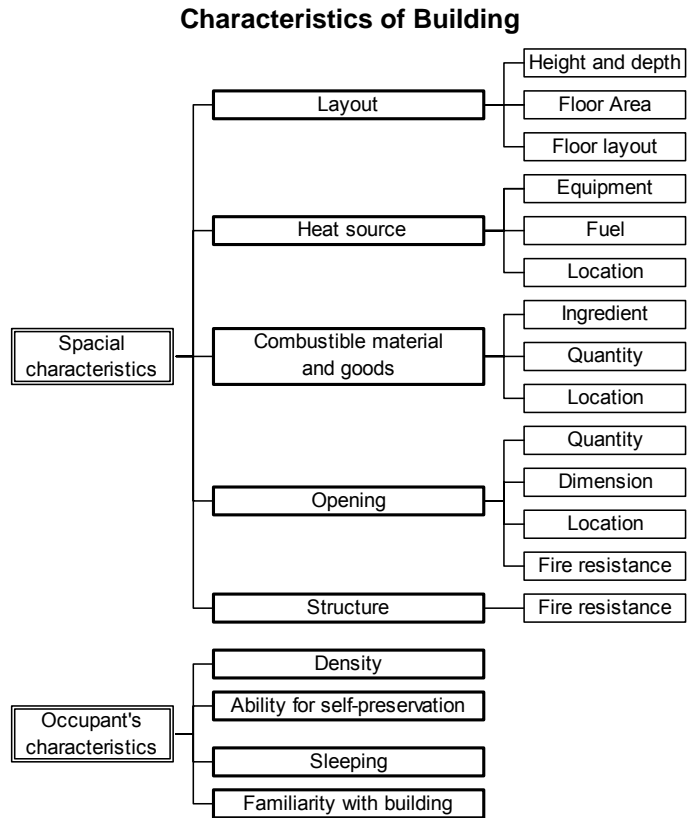 Characteristics of Building
Spacial
characteristics
Layout
Height and depth
Floor Area
Floor layout
Heat source
Equipment
Fuel
Location
Combustible material
and goods
Ingredient
Quantity
Location
Opening
Quantity
Dimension
Location
Fire resistance
Structure
Fire resistance
Occupant's
characteristics
Density
Ability for self-preservation
Sleeping
Familiarity with building